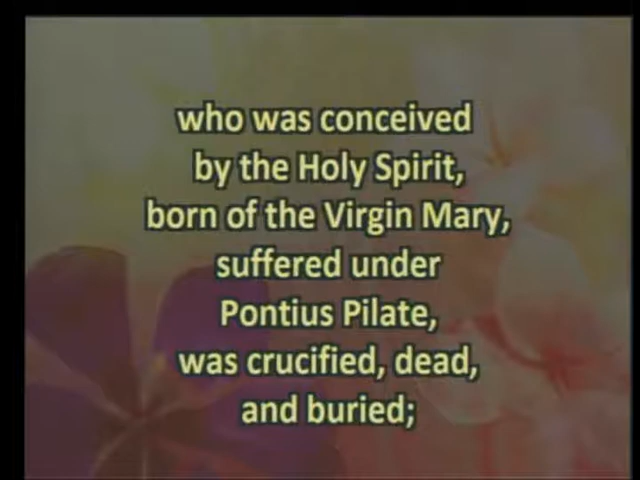 who was conceived
by the Holy Spirit,
born of the Virgin Mary,
suffered under
Pontius Pilate,
was crucified, dead,
and buried;